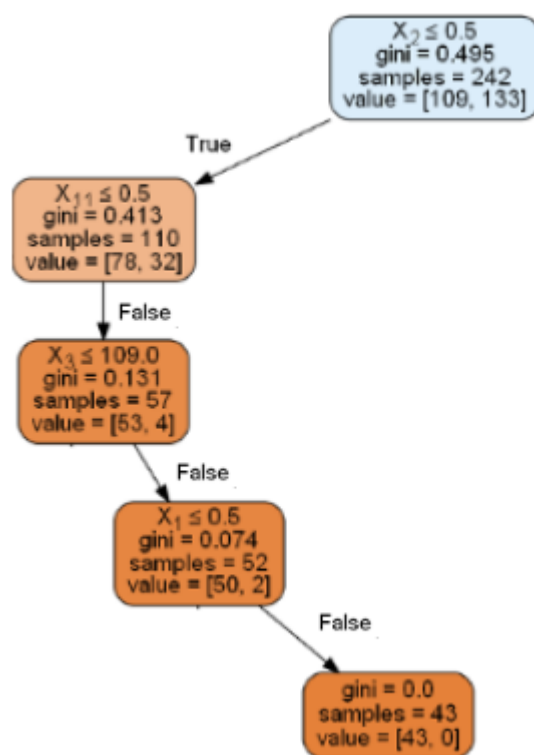 X₂ ≤ 0.5
gini = 0.495
samples = 242
value = [109, 133]
True
X₁₁ ≤ 0.5
gini = 0.413
samples = 110
value = [78, 32]
False
X₃ ≤ 109.0
gini = 0.131
samples = 57
value = [53, 4]
False
X₁ ≤ 0.5
gini = 0.074
samples = 52
value = [50, 2]
False
gini = 0.0
samples = 43
value = [43, 0]